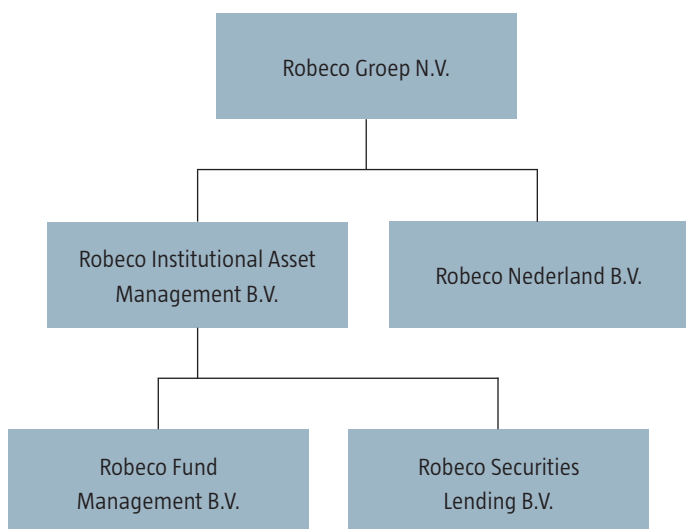 Robeco Groep N.V.
Robeco Institutional Asset
Management B.V.
Robeco Nederland B.V.
Robeco Fund
Management B.V.
Robeco Securities
Lending B.V.